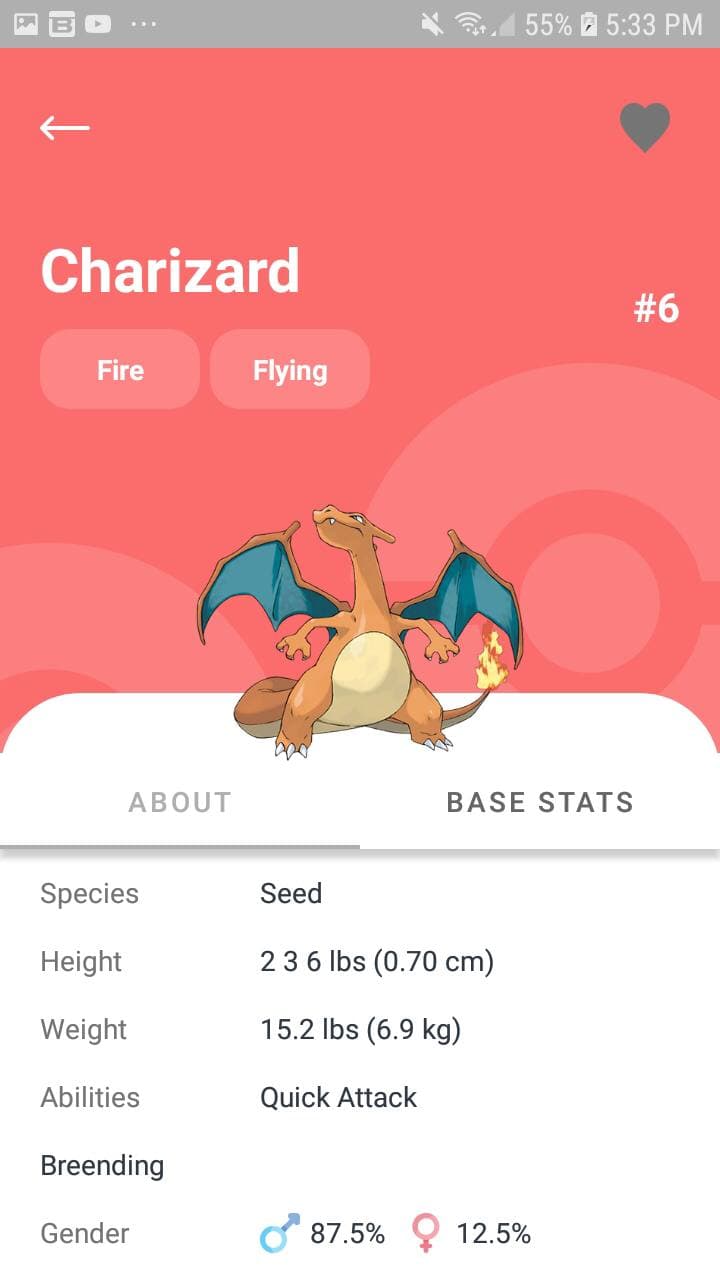 55% 5:33 PM
Charizard
#6
Fire Flying
ABOUT BASE STATS
Species Seed
Height 2 3 6 lbs (0.70 cm)
Weight 15.2 lbs (6.9 kg)
Abilities Quick Attack
Breending
Gender 87.5% 12.5%